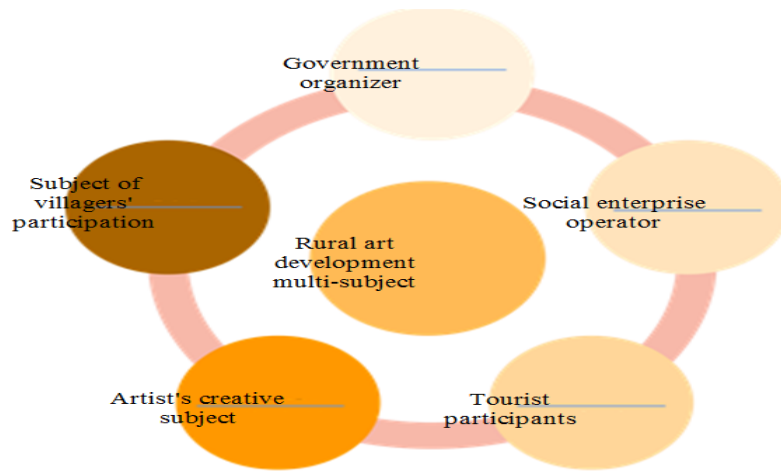 Government
organizer
Subject of
villagers'
participation
Social enterprise
operator
Rural art
development
multi-subject
Artist's creative
subject
Tourist
participants